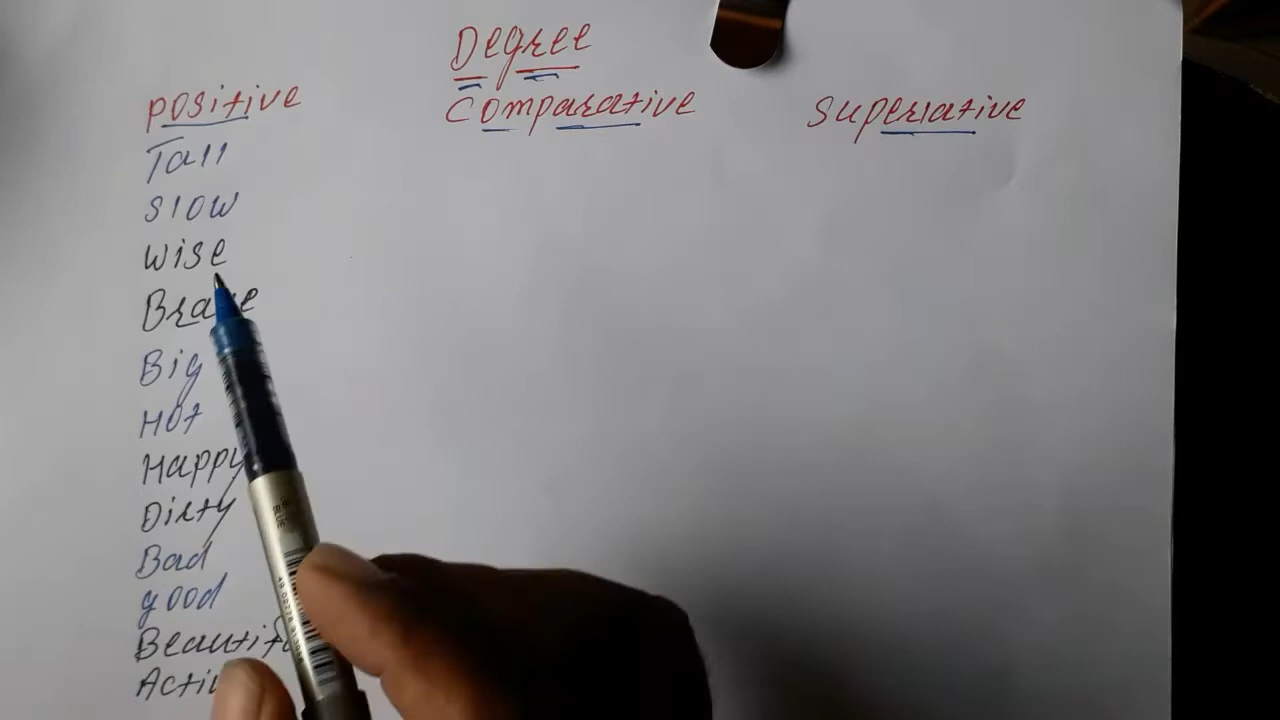 Degree
Positive Comparative Superlative
Tall
Slow
Wise
Big
Hot
Happy
Dirty
Bad
good